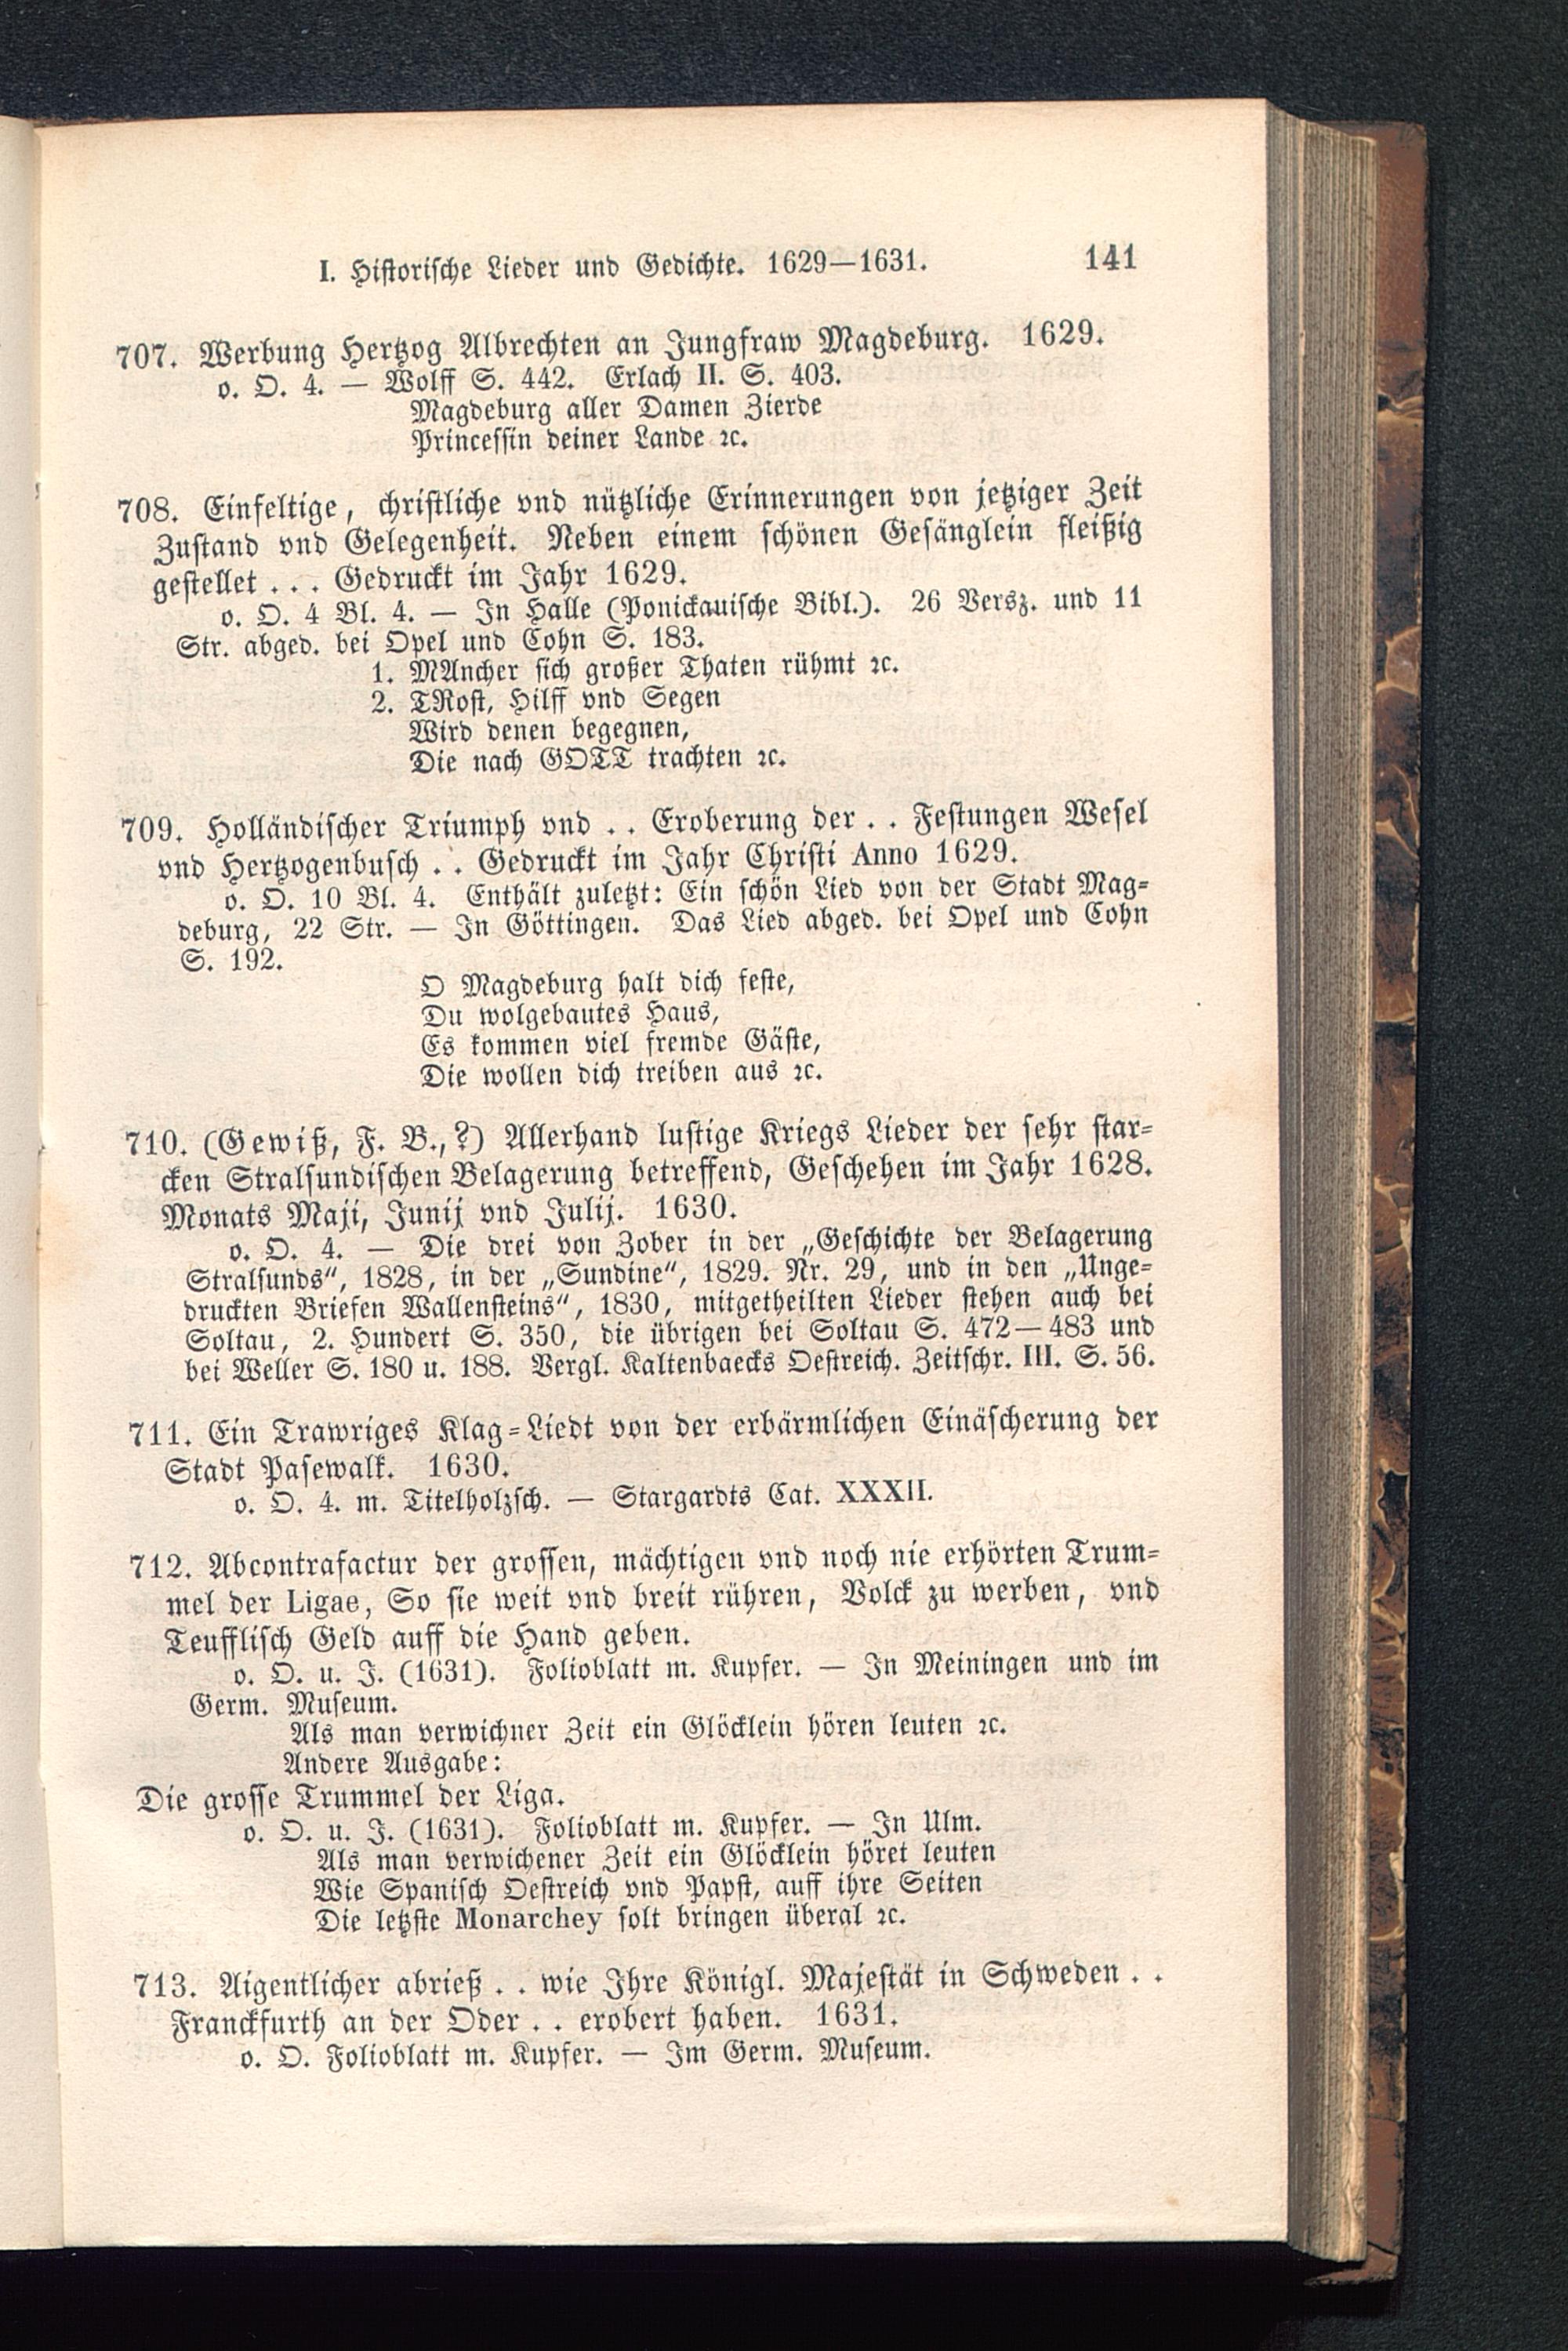 I. Historische Lieder und Gedichte. 1629—1631. 141
707. Werbung Hertzog Albrechten an Jungfraw Magdeburg. 1629.
o. O. 4. — Wolff S. 442. Erlach II. S. 403.
Magdeburg aller Damen Zierde
Princessin deiner Lande ꝛc.
708. Einfeltige, christliche vnd nützliche Erinnerungen von jetziger Zeit
Zustand vnd Gelegenheit. Neben einem schönen Gesänglein fleißig
gestellet . . . Gedruckt im Jahr 1629.
o. O. 4 Bl. 4. — In Halle (Ponickauische Bibl.). 26 Versz. und 11
Str. abged. bei Opel und Cohn S. 183.
1. MAncher sich großer Thaten rühmt ꝛc.
2. TRost, Hilff vnd Segen
Wird denen begegnen,
Die nach GOTT trachten ꝛc.
709. Holländischer Triumph vnd . . Eroberung der . . Festungen Wesel
vnd Hertzogenbusch . . Gedruckt im Jahr Christi Anno 1629.
o. O. 10 Bl. 4. Enthält zuletzt: Ein schön Lied von der Stadt Mag-
deburg, 22 Str. — In Göttingen. Das Lied abged. bei Opel und Cohn
S. 192.
O Magdeburg halt dich feste,
Du wolgebautes Haus,
Es kommen viel fremde Gäste,
Die wollen dich treiben aus ꝛc.
710. (Gewiß, F. B.,?) Allerhand lustige Kriegs Lieder der sehr star-
cken Stralsundischen Belagerung betreffend, Geschehen im Jahr 1628.
Monats Maji, Junij vnd Julij. 1630.
o. O. 4. — Die drei von Zober in der „Geschichte der Belagerung
Stralsunds“, 1828, in der „Sundine“, 1829. Nr. 29, und in den „Unge-
druckten Briefen Wallensteins“, 1830, mitgetheilten Lieder stehen auch bei
Soltau, 2. Hundert S. 350, die übrigen bei Soltau S. 472—483 und
bei Weller S. 180 u. 188. Vergl. Kaltenbaecks Oestreich. Zeitschr. III. S. 56.
711. Ein Trawriges Klag-Liedt von der erbärmlichen Einäscherung der
Stadt Pasewalk. 1630.
o. O. 4. m. Titelholzsch. — Stargardts Cat. XXXII.
712. Abcontrafactur der grossen, mächtigen vnd noch nie erhörten Trum-
mel der Ligae, So sie weit vnd breit rühren, Volck zu werben, vnd
Teufflisch Geld auff die Hand geben.
o. O. u. J. (1631). Folioblatt m. Kupfer. — In Meiningen und im
Germ. Museum.
Als man verwichner Zeit ein Glöcklein hören leuten ꝛc.
Andere Ausgabe:
Die grosse Trummel der Liga.
o. O. u. J. (1631). Folioblatt m. Kupfer. — In Ulm.
Als man verwichener Zeit ein Glöcklein höret leuten
Wie Spanisch Oestreich vnd Papst, auff ihre Seiten
Die letzste Monarchey solt bringen überal ꝛc.
713. Aigentlicher abrieß . . wie Ihre Königl. Majestät in Schweden . .
Franckfurth an der Oder . . erobert haben. 1631.
o. O. Folioblatt m. Kupfer. — Im Germ. Museum.